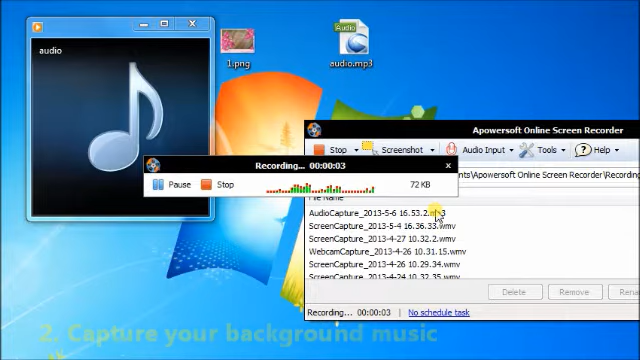 audio
1.png
Audio
audio.mp3
Apowersoft Online Screen Recorder
Stop
Screenshot
Audio Input
Tools
Help
Recording... 00:00:03
nts\Apowersoft Online Screen Recorder\Recording
Pause
Stop
72 KB
File Name
AudioCapture_2013-5-6 16.53.2.mp3
ScreenCapture_2013-5-4 16.36.33.wmv
ScreenCapture_2013-4-27 10.32.2.wmv
WebcamCapture_2013-4-26 10.31.15.wmv
ScreenCapture_2013-4-26 10.29.34.wmv
ScreenCapture_2013-4-24 10.32.35.wmv
Delete
Remove
Rena
Recording... 00:00:03
No schedule task
2. Capture your background music